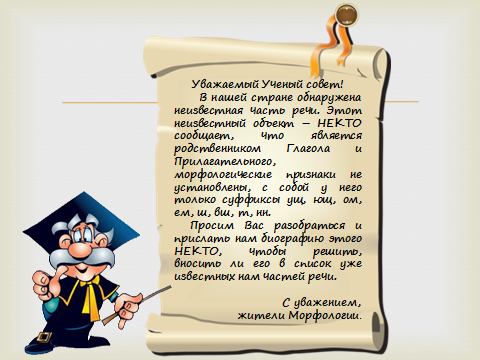 Уважаемый Ученый совет!
В нашей стране обнаружена
неизвестная часть речи. Этот
неизвестный объект – НЕКТО
сообщает, что является
родственником Глагола и
Прилагательного,
морфологические признаки не
установлены, с собой у него
только суффиксы ущ, ющ, ом,
ем, ш, вш, т, нн.
Просим Вас разобраться и
прислать нам биографию этого
НЕКТО, чтобы решить,
вносить ли его в список уже
известных нам частей речи.
С уважением,
жители Морфологии.